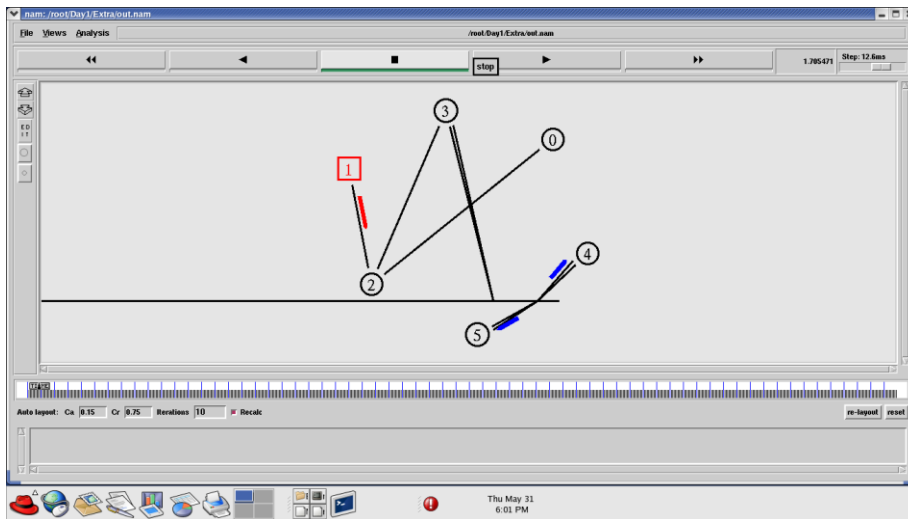 nam: /root/Day1/Extra/out.nam
File Views Analysis /root/Day1/Extra/out.nam
stop 1.705471 Step: 12.6ms
3
0
1
4
2
5
Auto layout: Ca 0.15 Cr 0.75 Iterations 10 Recalc re-layout reset
Thu May 31
6:01 PM